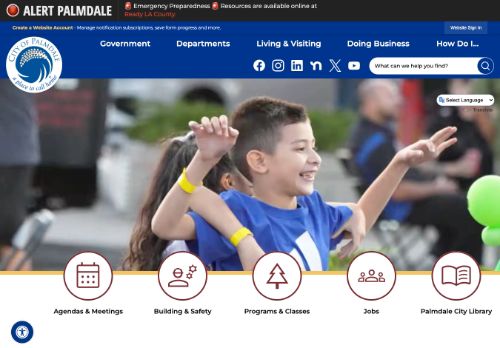 ALERT PALMDALE
🚨 Emergency Preparedness 🚨 Resources are available online at
Ready LA County.
Create a Website Account - Manage notification subscriptions, save form progress and more.
Website Sign In
CITY OF PALMDALE
a place to call home
Government
Departments
Living & Visiting
Doing Business
How Do I...
What can we help you find?
Select Language
Agendas & Meetings
Building & Safety
Programs & Classes
Jobs
Palmdale City Library